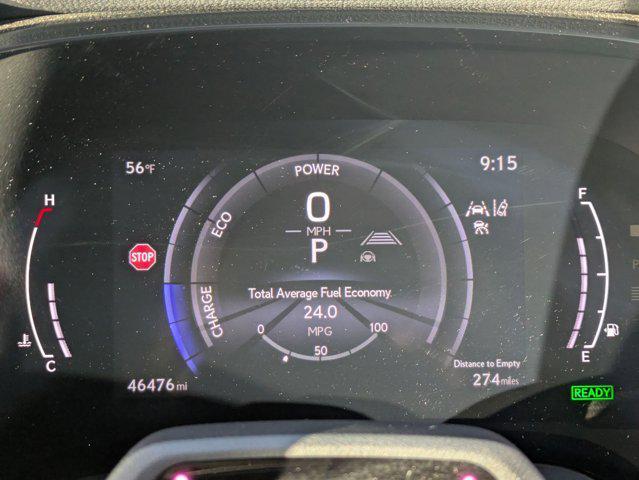 56°F
POWER
9:15
H
F
0
ECO
MPH
P
STOP
CHARGE
Total Average Fuel Economy
24.0
MPG
0
100
50
C
E
46476 mi
Distance to Empty
274 miles
READY